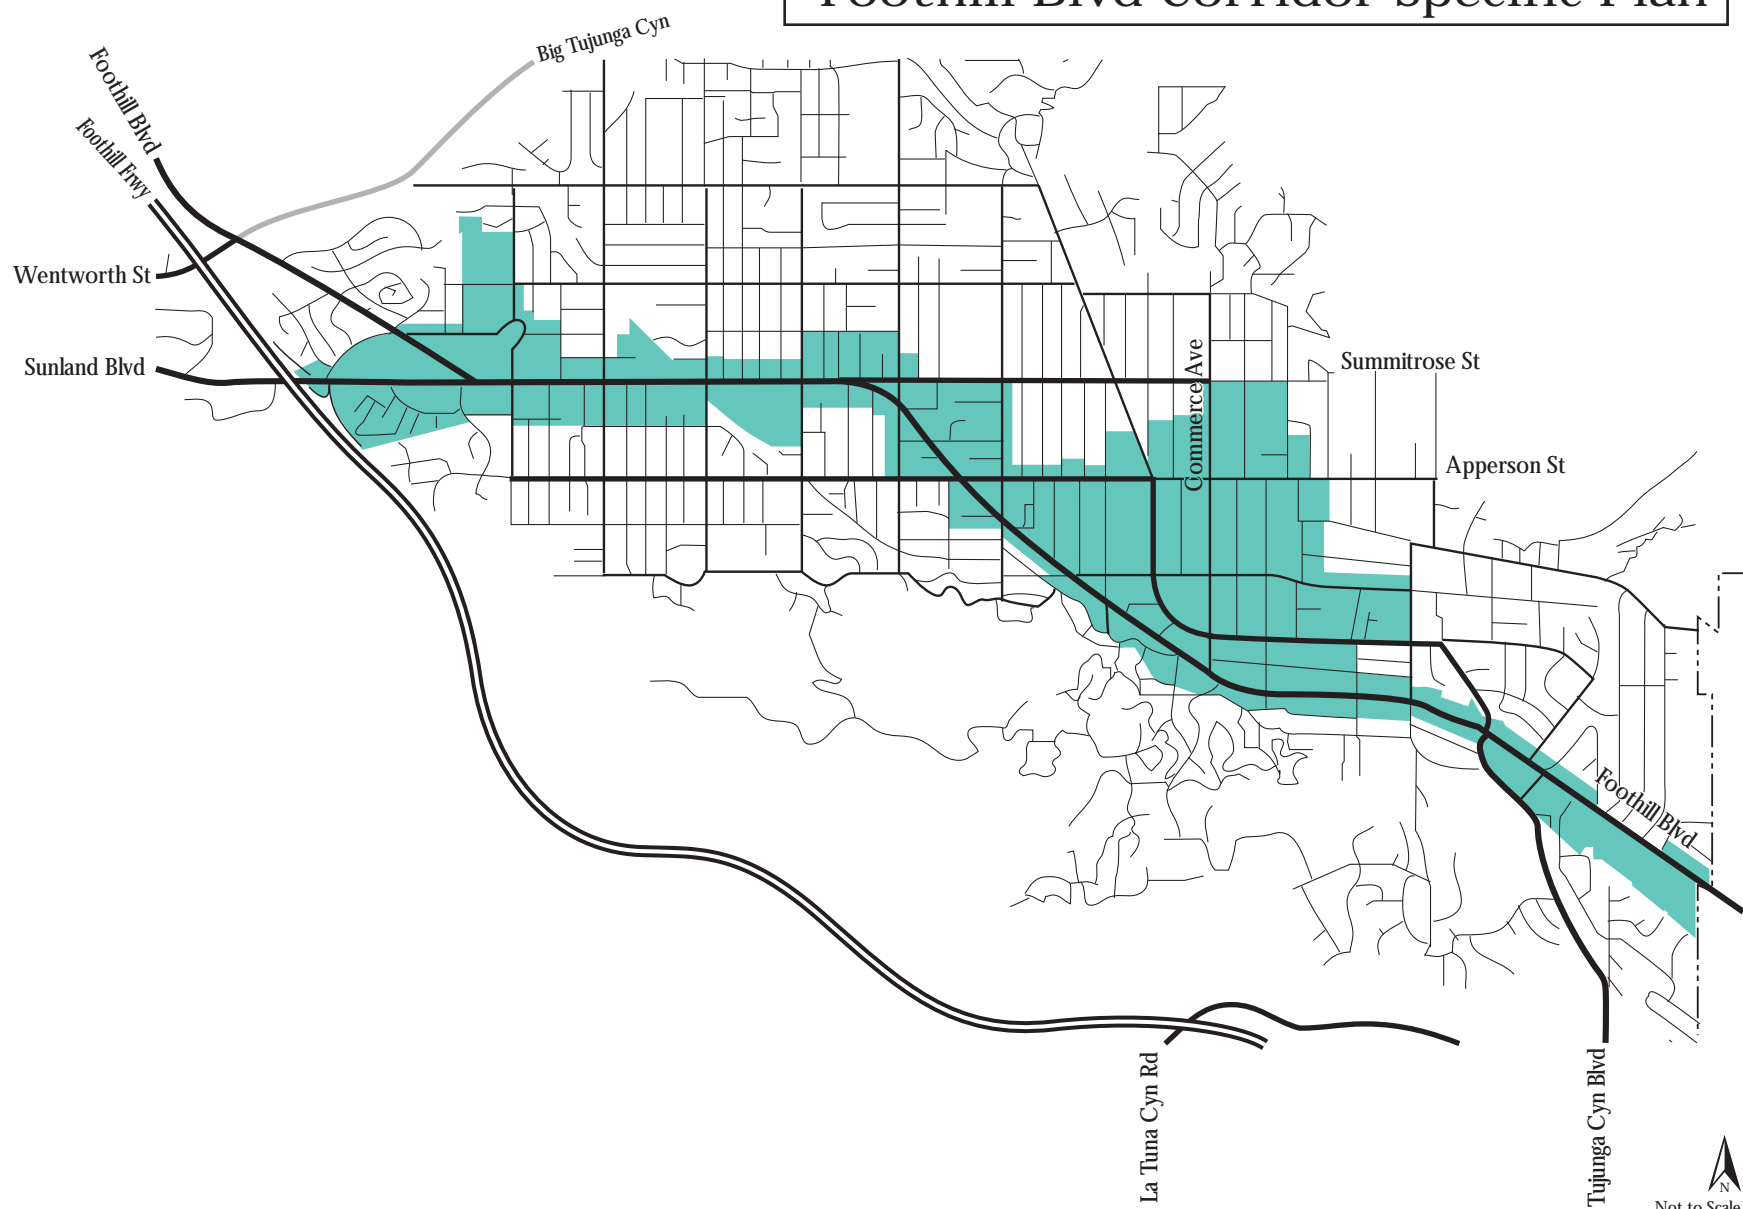 Foothill Blvd Corridor Specific Plan
Big Tujunga Cyn
Foothill Blvd
Foothill Frwy
Wentworth St
Sunland Blvd
Summitrose St
Commerce Ave
Apperson St
Foothill Blvd
La Tuna Cyn Rd
Tujunga Cyn Blvd
N
Not to Scale